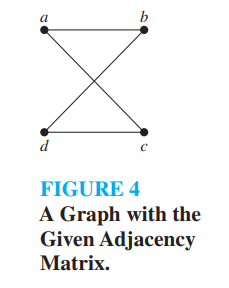 a b
d c
FIGURE 4
A Graph with the
Given Adjacency
Matrix.